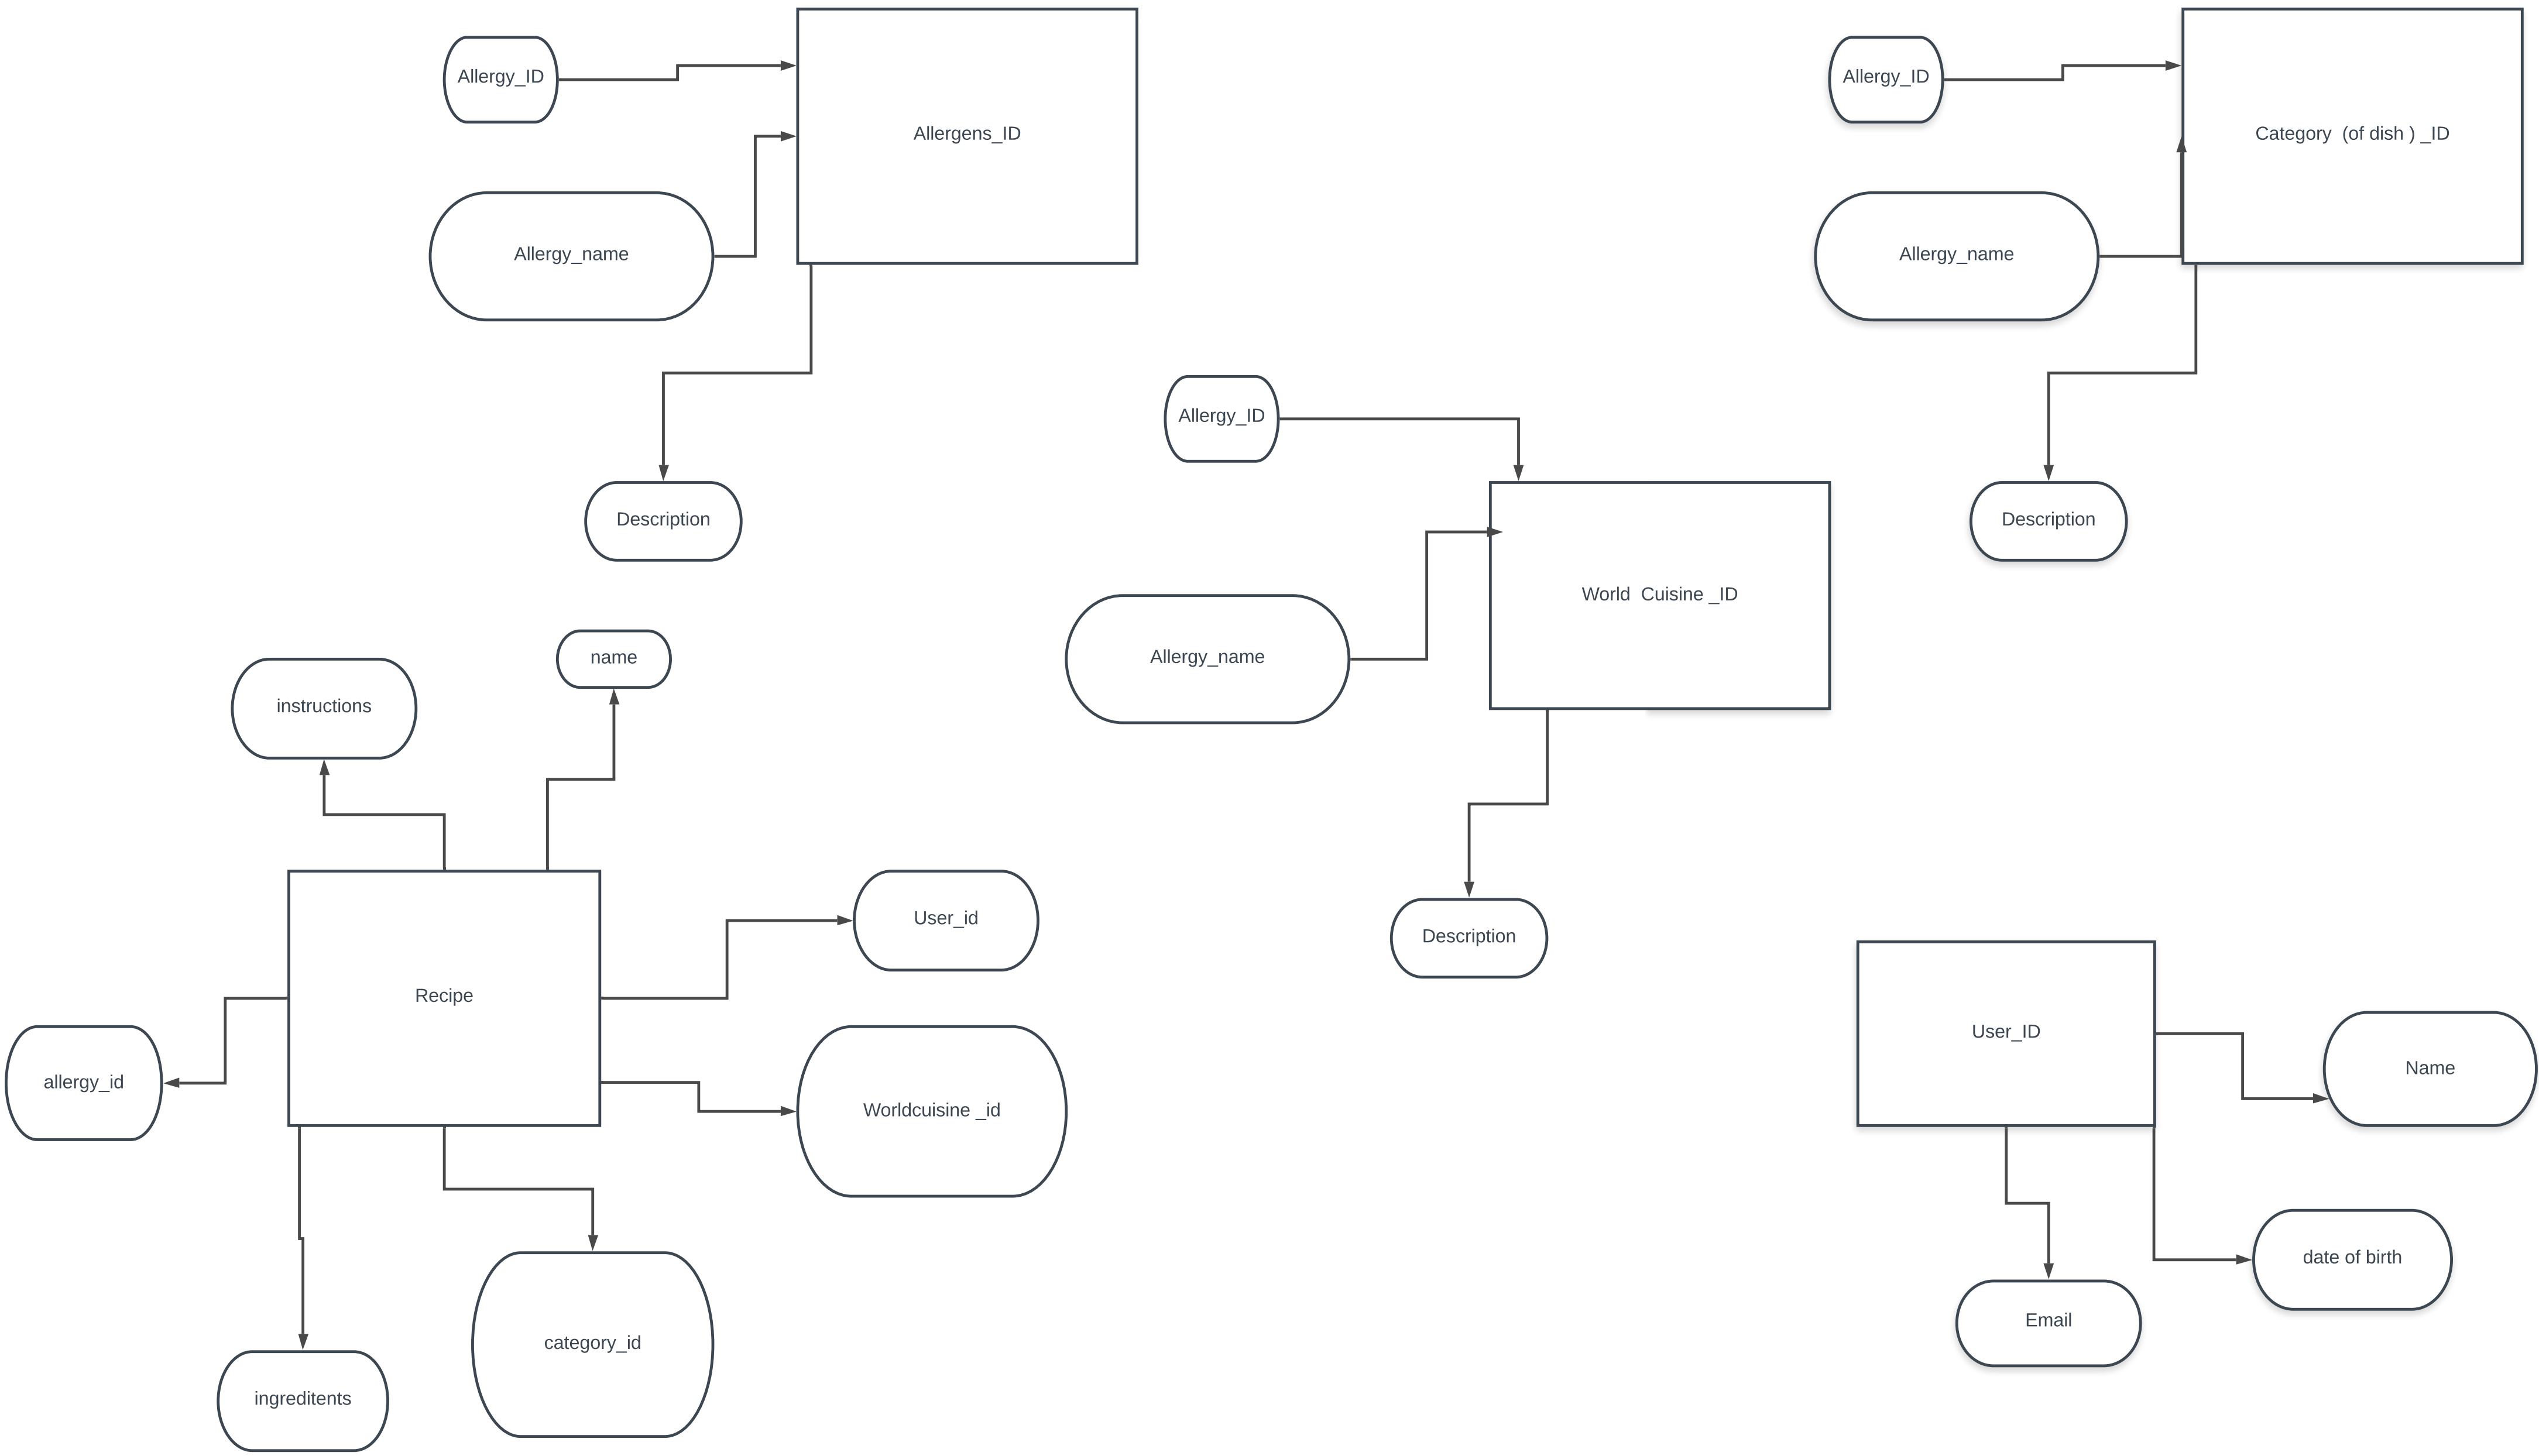 Allergy_ID
Allergens_ID
Allergy_name
Description
Allergy_ID
Category  (of dish ) _ID
Allergy_name
Description
Allergy_ID
World  Cuisine _ID
Allergy_name
Description
name
instructions
Recipe
User_id
allergy_id
Worldcuisine _id
category_id
ingreditents
User_ID
Name
date of birth
Email